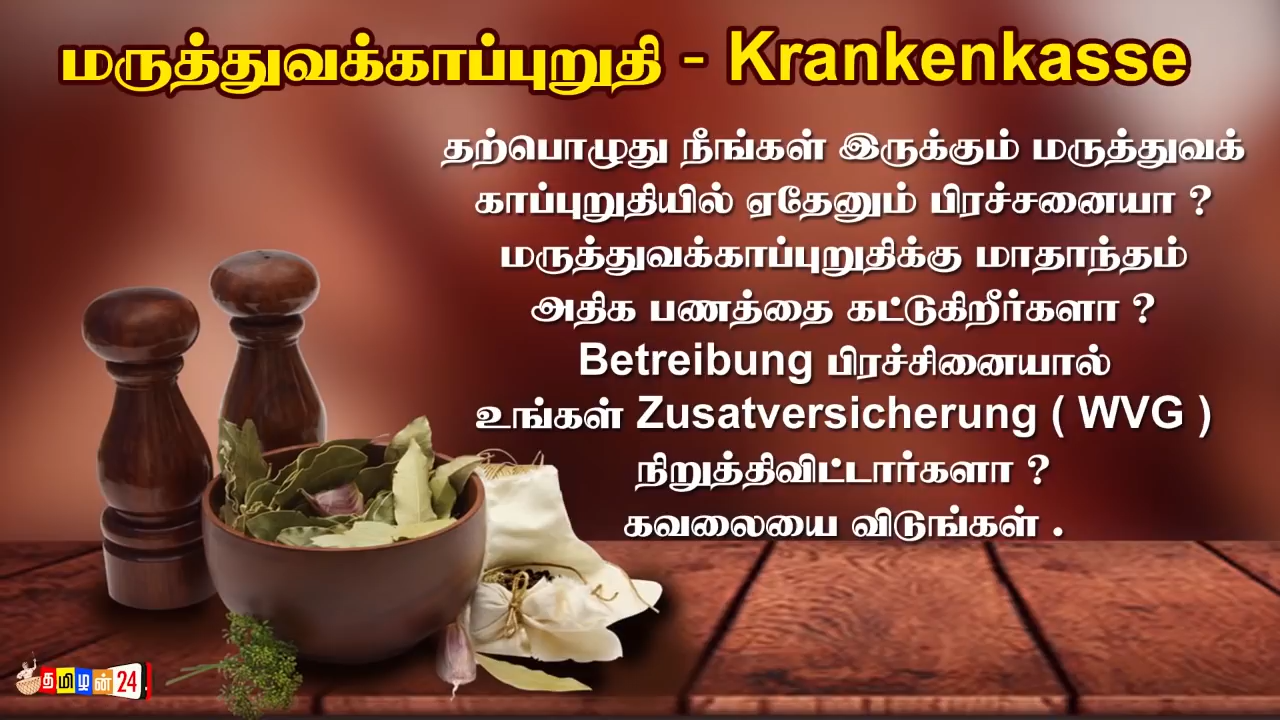 மருத்துவக்காப்புறுதி - Krankenkasse
தற்பொழுது நீங்கள் இருக்கும் மருத்துவக்
காப்புறுதியில் ஏதேனும் பிரச்சனையா ?
மருத்துவக்காப்புறுதிக்கு மாதாந்தம்
அதிக பணத்தை கட்டுகிறீர்களா ?
Betreibung பிரச்சினையால்
உங்கள் Zusatversicherung ( WVG )
நிறுத்திவிட்டார்களா ?
கவலையை விடுங்கள் .
தமிழன் 24